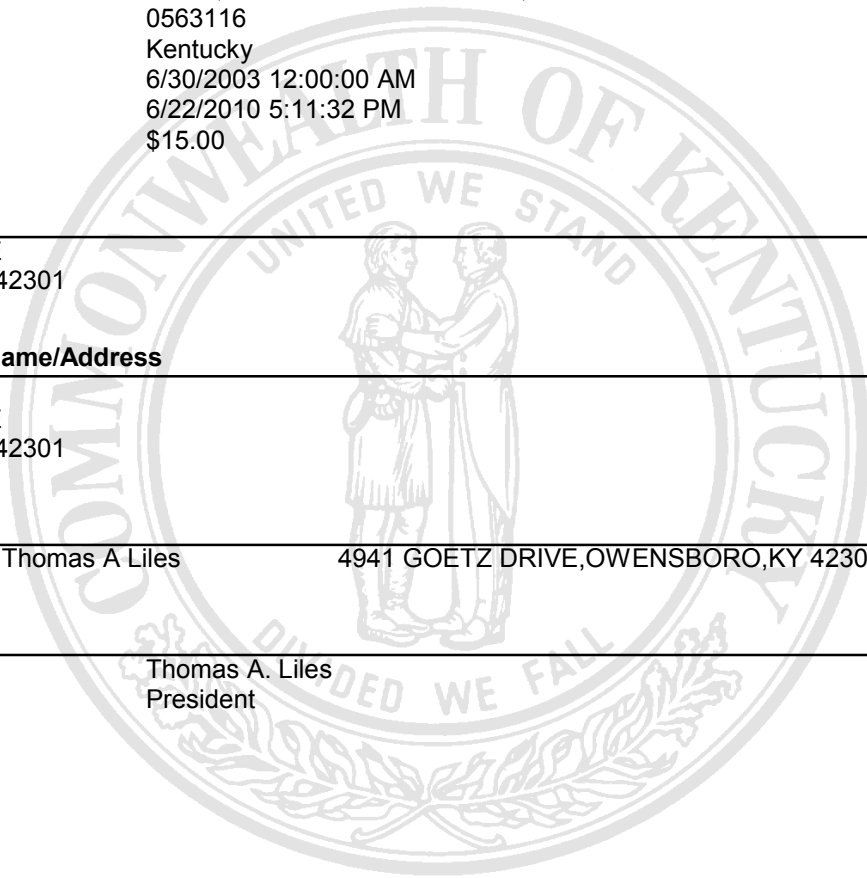 0563116
Kentucky
6/30/2003 12:00:00 AM
6/22/2010 5:11:32 PM
$15.00
COMMONWEALTH OF KENTUCKY
UNITED WE STAND
42301
ame/Address
42301
Thomas A Liles 4941 GOETZ DRIVE,OWENSBORO,KY 4230
Thomas A. Liles
President
DIVIDED WE FALL